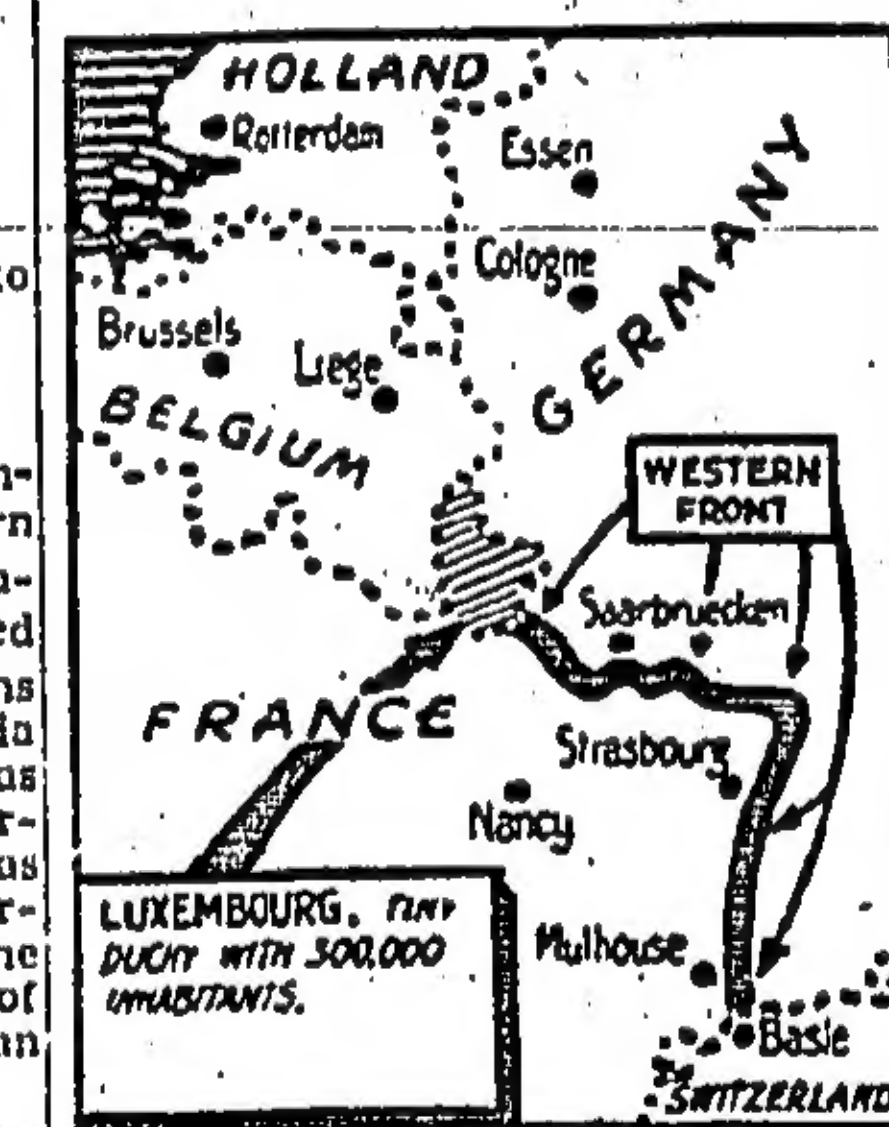 HOLLAND
Rotterdam
Essen
Cologne
GERMANY
Brussels
Liege
BELGIUM
WESTERN
FRONT
Saarbruecken
FRANCE
Strasbourg
Nancy
LUXEMBOURG. TINY
DUCHY WITH 300,000
INHABITANTS.
Mulhouse
Basle
SWITZERLAND